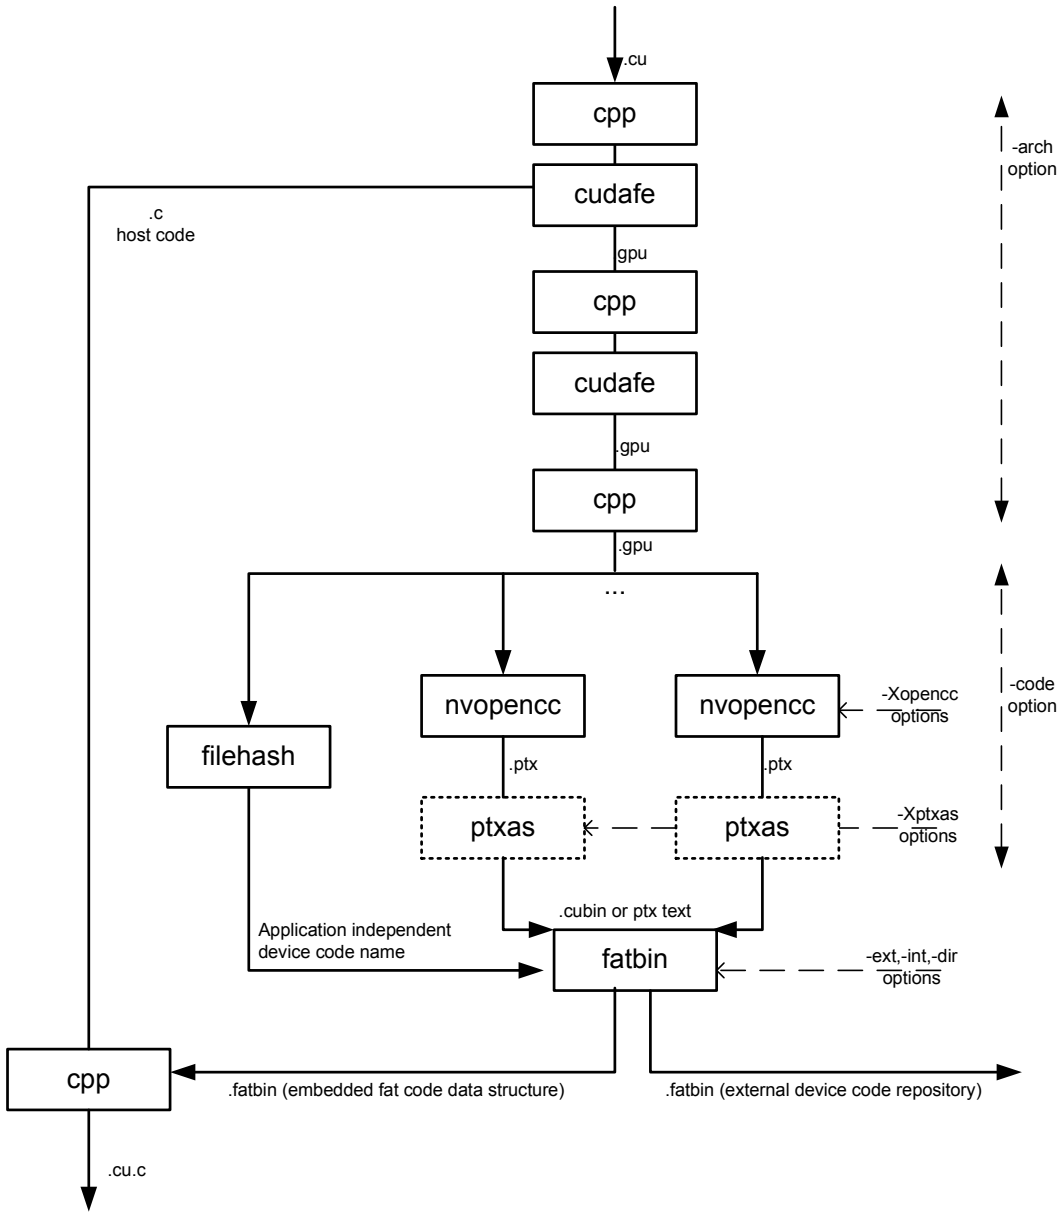 .cu
cpp
-arch
option
cudafe
.c
host code
.gpu
cpp
cudafe
.gpu
cpp
.gpu
...
nvopencc
nvopencc
-Xopencc
options
-code
option
filehash
.ptx
.ptx
ptxas
ptxas
-Xptxas
options
.cubin or ptx text
Application independent
device code name
fatbin
-ext,-int,-dir
options
cpp
.fatbin (embedded fat code data structure)
.fatbin (external device code repository)
.cu.c